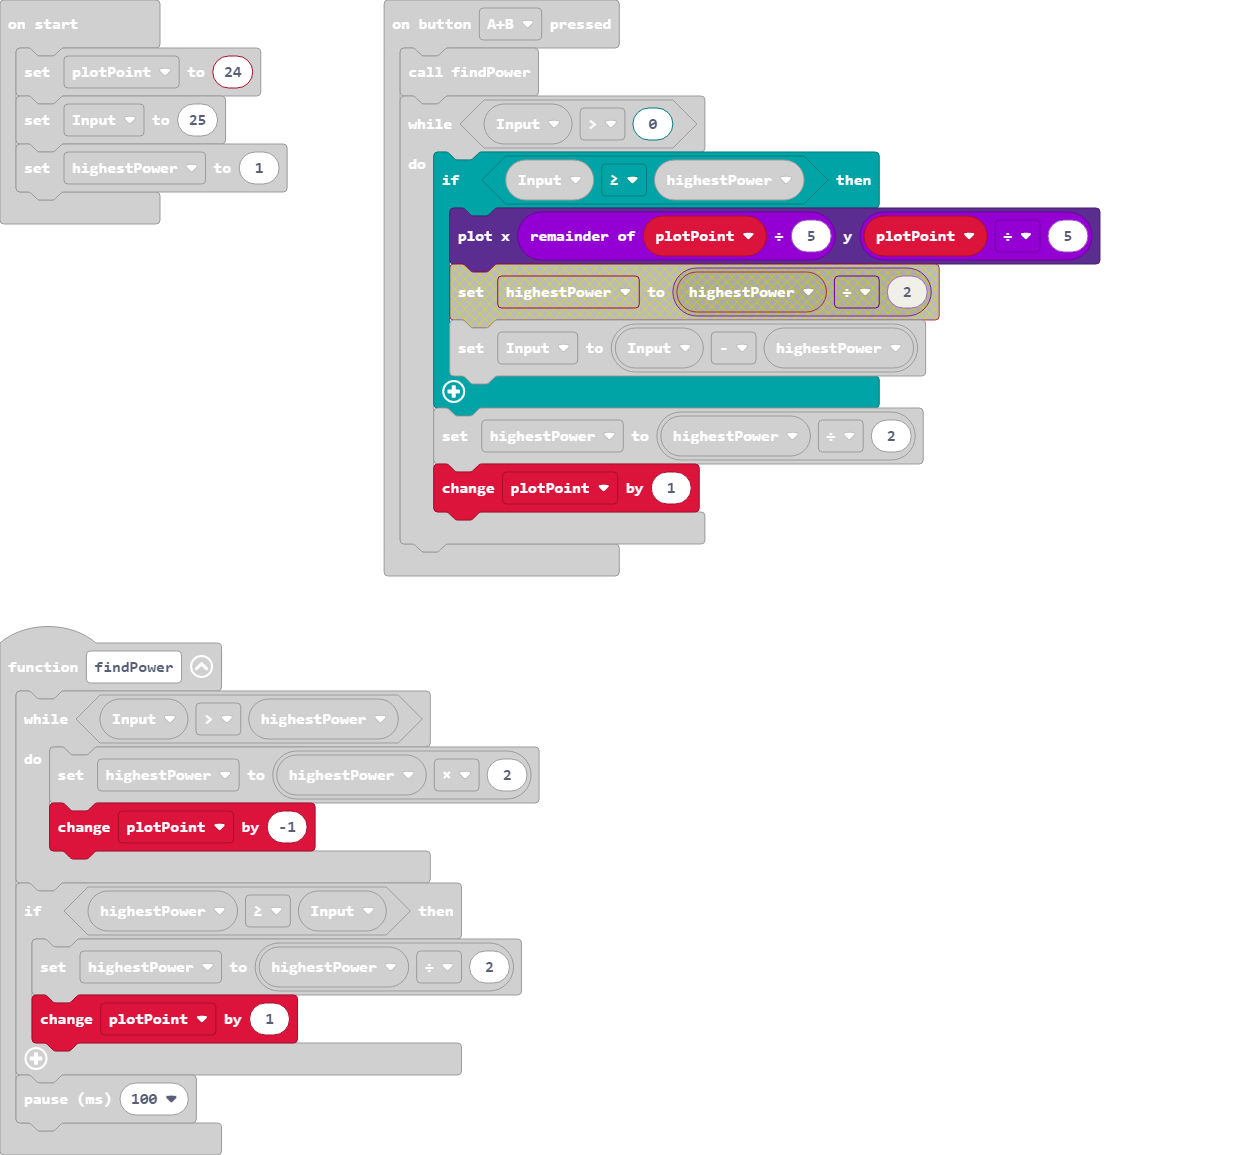 on start
set plotPoint to 24
set Input to 25
set highestPower to 1
on button A+B pressed
call findPower
while Input > 0
do
if Input ≥ highestPower then
plot x remainder of plotPoint ÷ 5 y plotPoint ÷ 5
set highestPower to highestPower ÷ 2
set Input to Input - highestPower
set highestPower to highestPower ÷ 2
change plotPoint by 1
function findPower
while Input > highestPower
do
set highestPower to highestPower × 2
change plotPoint by -1
if highestPower ≥ Input then
set highestPower to highestPower ÷ 2
change plotPoint by 1
pause (ms) 100